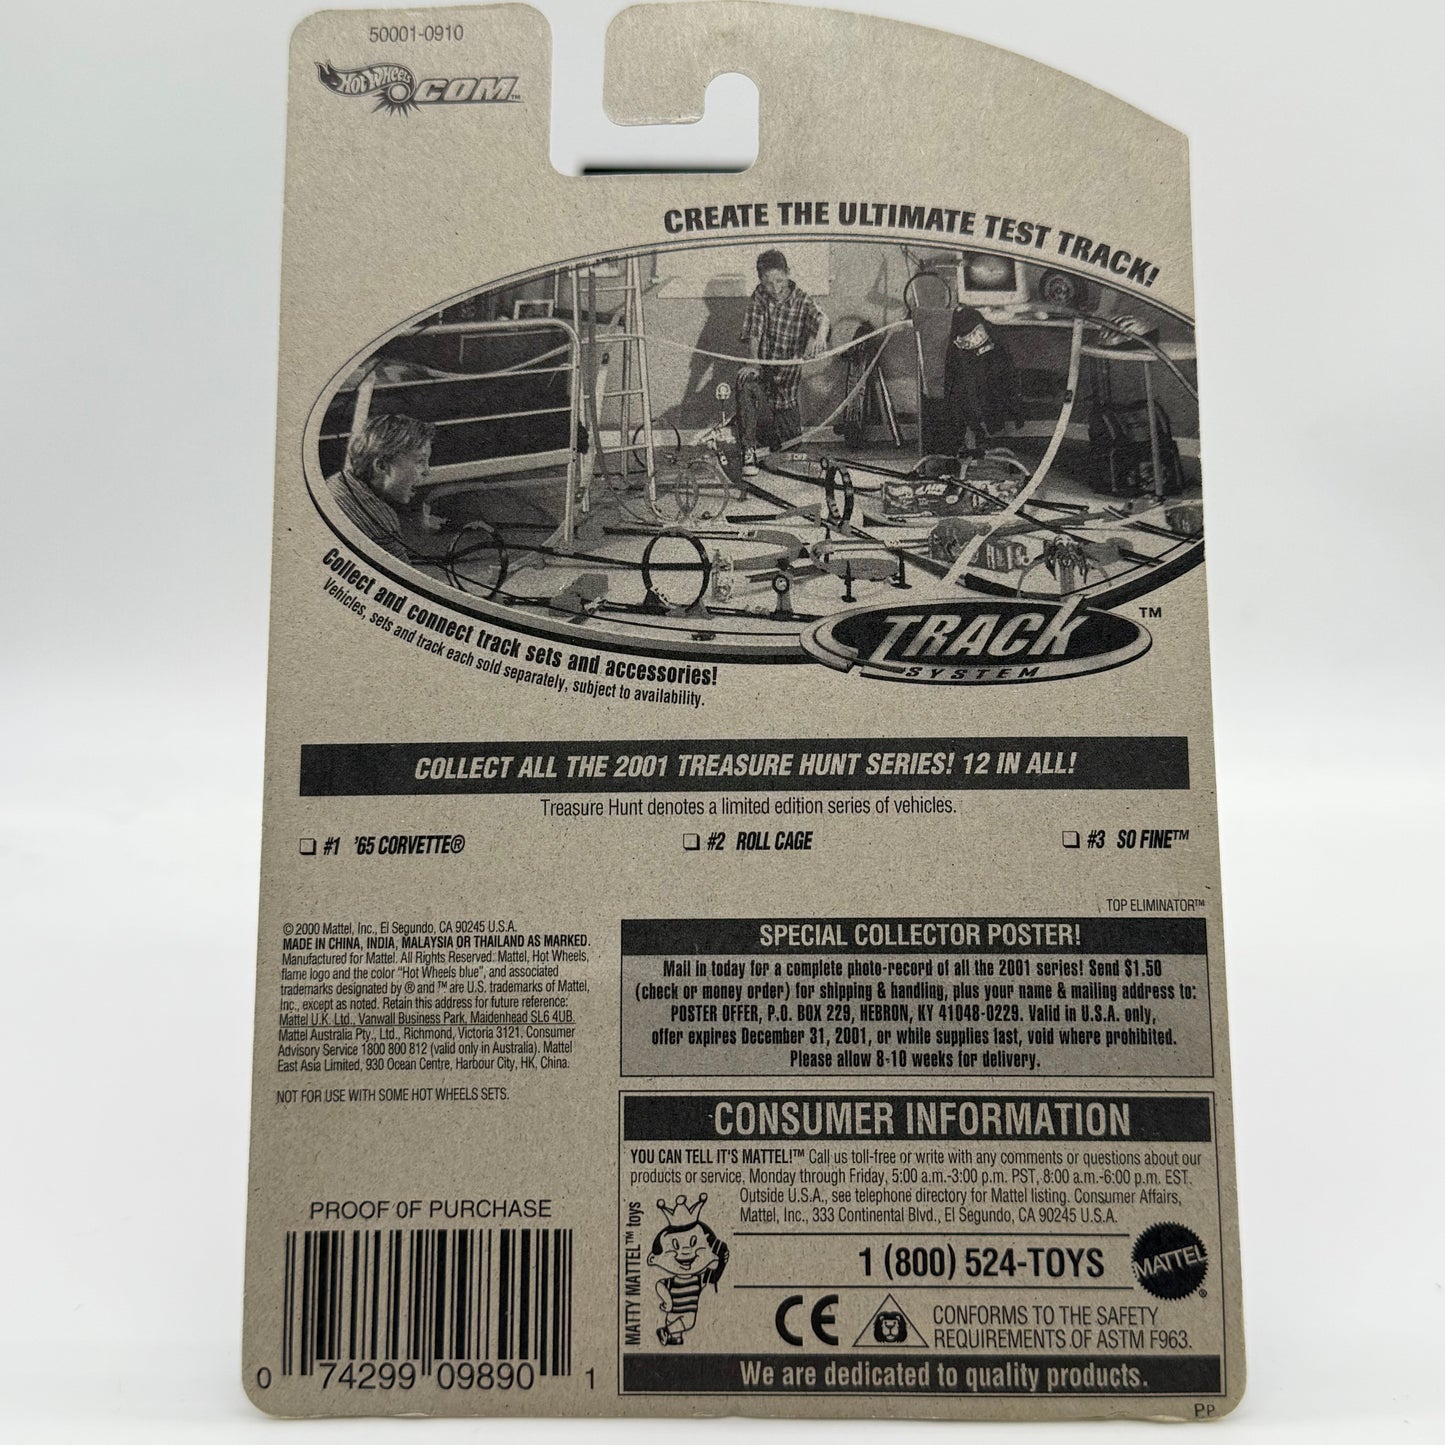 50001-0910
Hot Wheels .COM™
CREATE THE ULTIMATE TEST TRACK!
Collect and connect track sets and accessories!
Vehicles, sets and track each sold separately, subject to availability.
TRACK ™
SYSTEM
COLLECT ALL THE 2001 TREASURE HUNT SERIES! 12 IN ALL!
Treasure Hunt denotes a limited edition series of vehicles.
❏ #1 '65 CORVETTE®
❏ #2 ROLL CAGE
❏ #3 SO FINE™
TOP ELIMINATOR™
© 2000 Mattel, Inc., El Segundo, CA 90245 U.S.A.
MADE IN CHINA, INDIA, MALAYSIA OR THAILAND AS MARKED.
Manufactured for Mattel. All Rights Reserved. Mattel, Hot Wheels,
flame logo and the color "Hot Wheels blue", and associated
trademarks designated by ® and ™ are U.S. trademarks of Mattel,
Inc., except as noted. Retain this address for future reference:
Mattel U.K. Ltd., Vanwall Business Park, Maidenhead SL6 4UB.
Mattel Australia Pty., Ltd., Richmond, Victoria 3121. Consumer
Advisory Service 1800 800 812 (valid only in Australia). Mattel
East Asia Limited, 930 Ocean Centre, Harbour City, HK, China.
NOT FOR USE WITH SOME HOT WHEELS SETS.
SPECIAL COLLECTOR POSTER!
Mail in today for a complete photo-record of all the 2001 series! Send $1.50
(check or money order) for shipping & handling, plus your name & mailing address to:
POSTER OFFER, P.O. BOX 229, HEBRON, KY 41048-0229. Valid in U.S.A. only,
offer expires December 31, 2001, or while supplies last, void where prohibited.
Please allow 8-10 weeks for delivery.
CONSUMER INFORMATION
YOU CAN TELL IT'S MATTEL!™ Call us toll-free or write with any comments or questions about our
products or service, Monday through Friday, 5:00 a.m.-3:00 p.m. PST, 8:00 a.m.-6:00 p.m. EST.
Outside U.S.A., see telephone directory for Mattel listing. Consumer Affairs,
Mattel, Inc., 333 Continental Blvd., El Segundo, CA 90245 U.S.A.
MATTY MATTEL™ toys
1 (800) 524-TOYS
MATTEL®
CE
CONFORMS TO THE SAFETY
REQUIREMENTS OF ASTM F963.
We are dedicated to quality products.
PROOF OF PURCHASE
0 74299 09890 1
PP